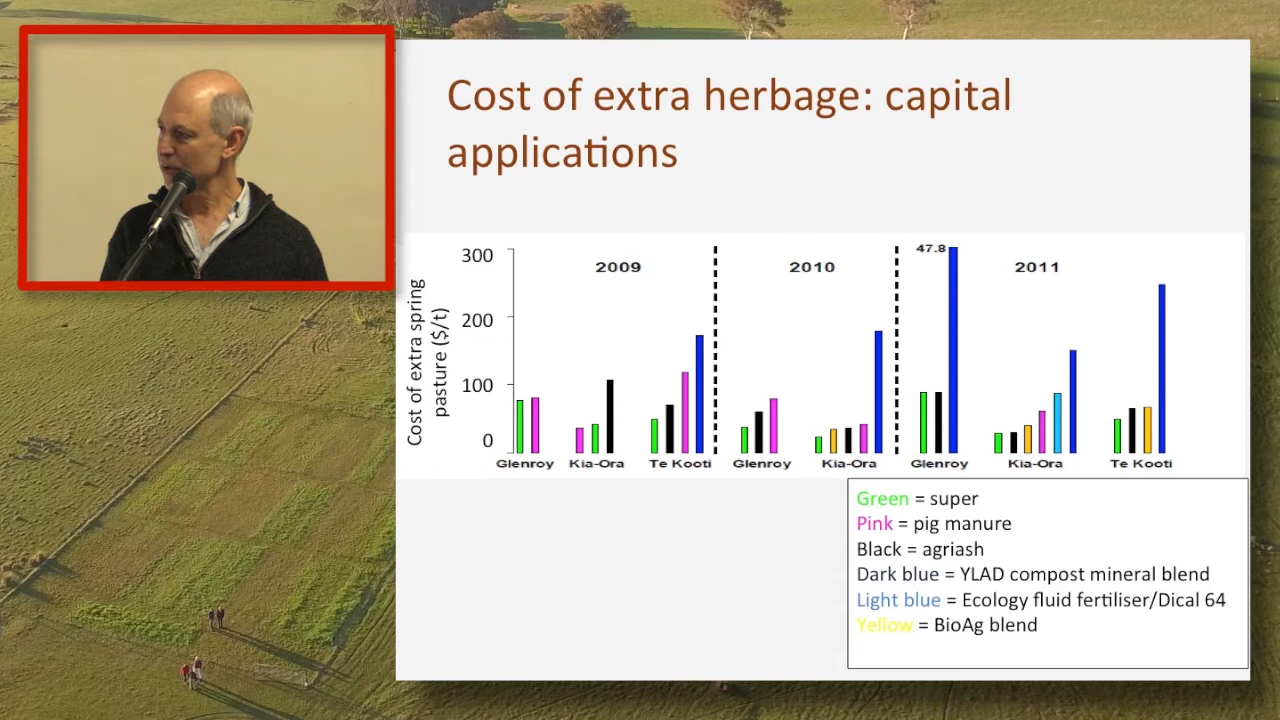 Cost of extra herbage: capital
applications
Cost of extra spring
pasture ($/t)
300
200
100
0
2009
2010
47.8
2011
Glenroy
Kia-Ora
Te Kooti
Glenroy
Kia-Ora
Glenroy
Kia-Ora
Te Kooti
Green = super
Pink = pig manure
Black = agriash
Dark blue = YLAD compost mineral blend
Light blue = Ecology fluid fertiliser/Dical 64
Yellow = BioAg blend